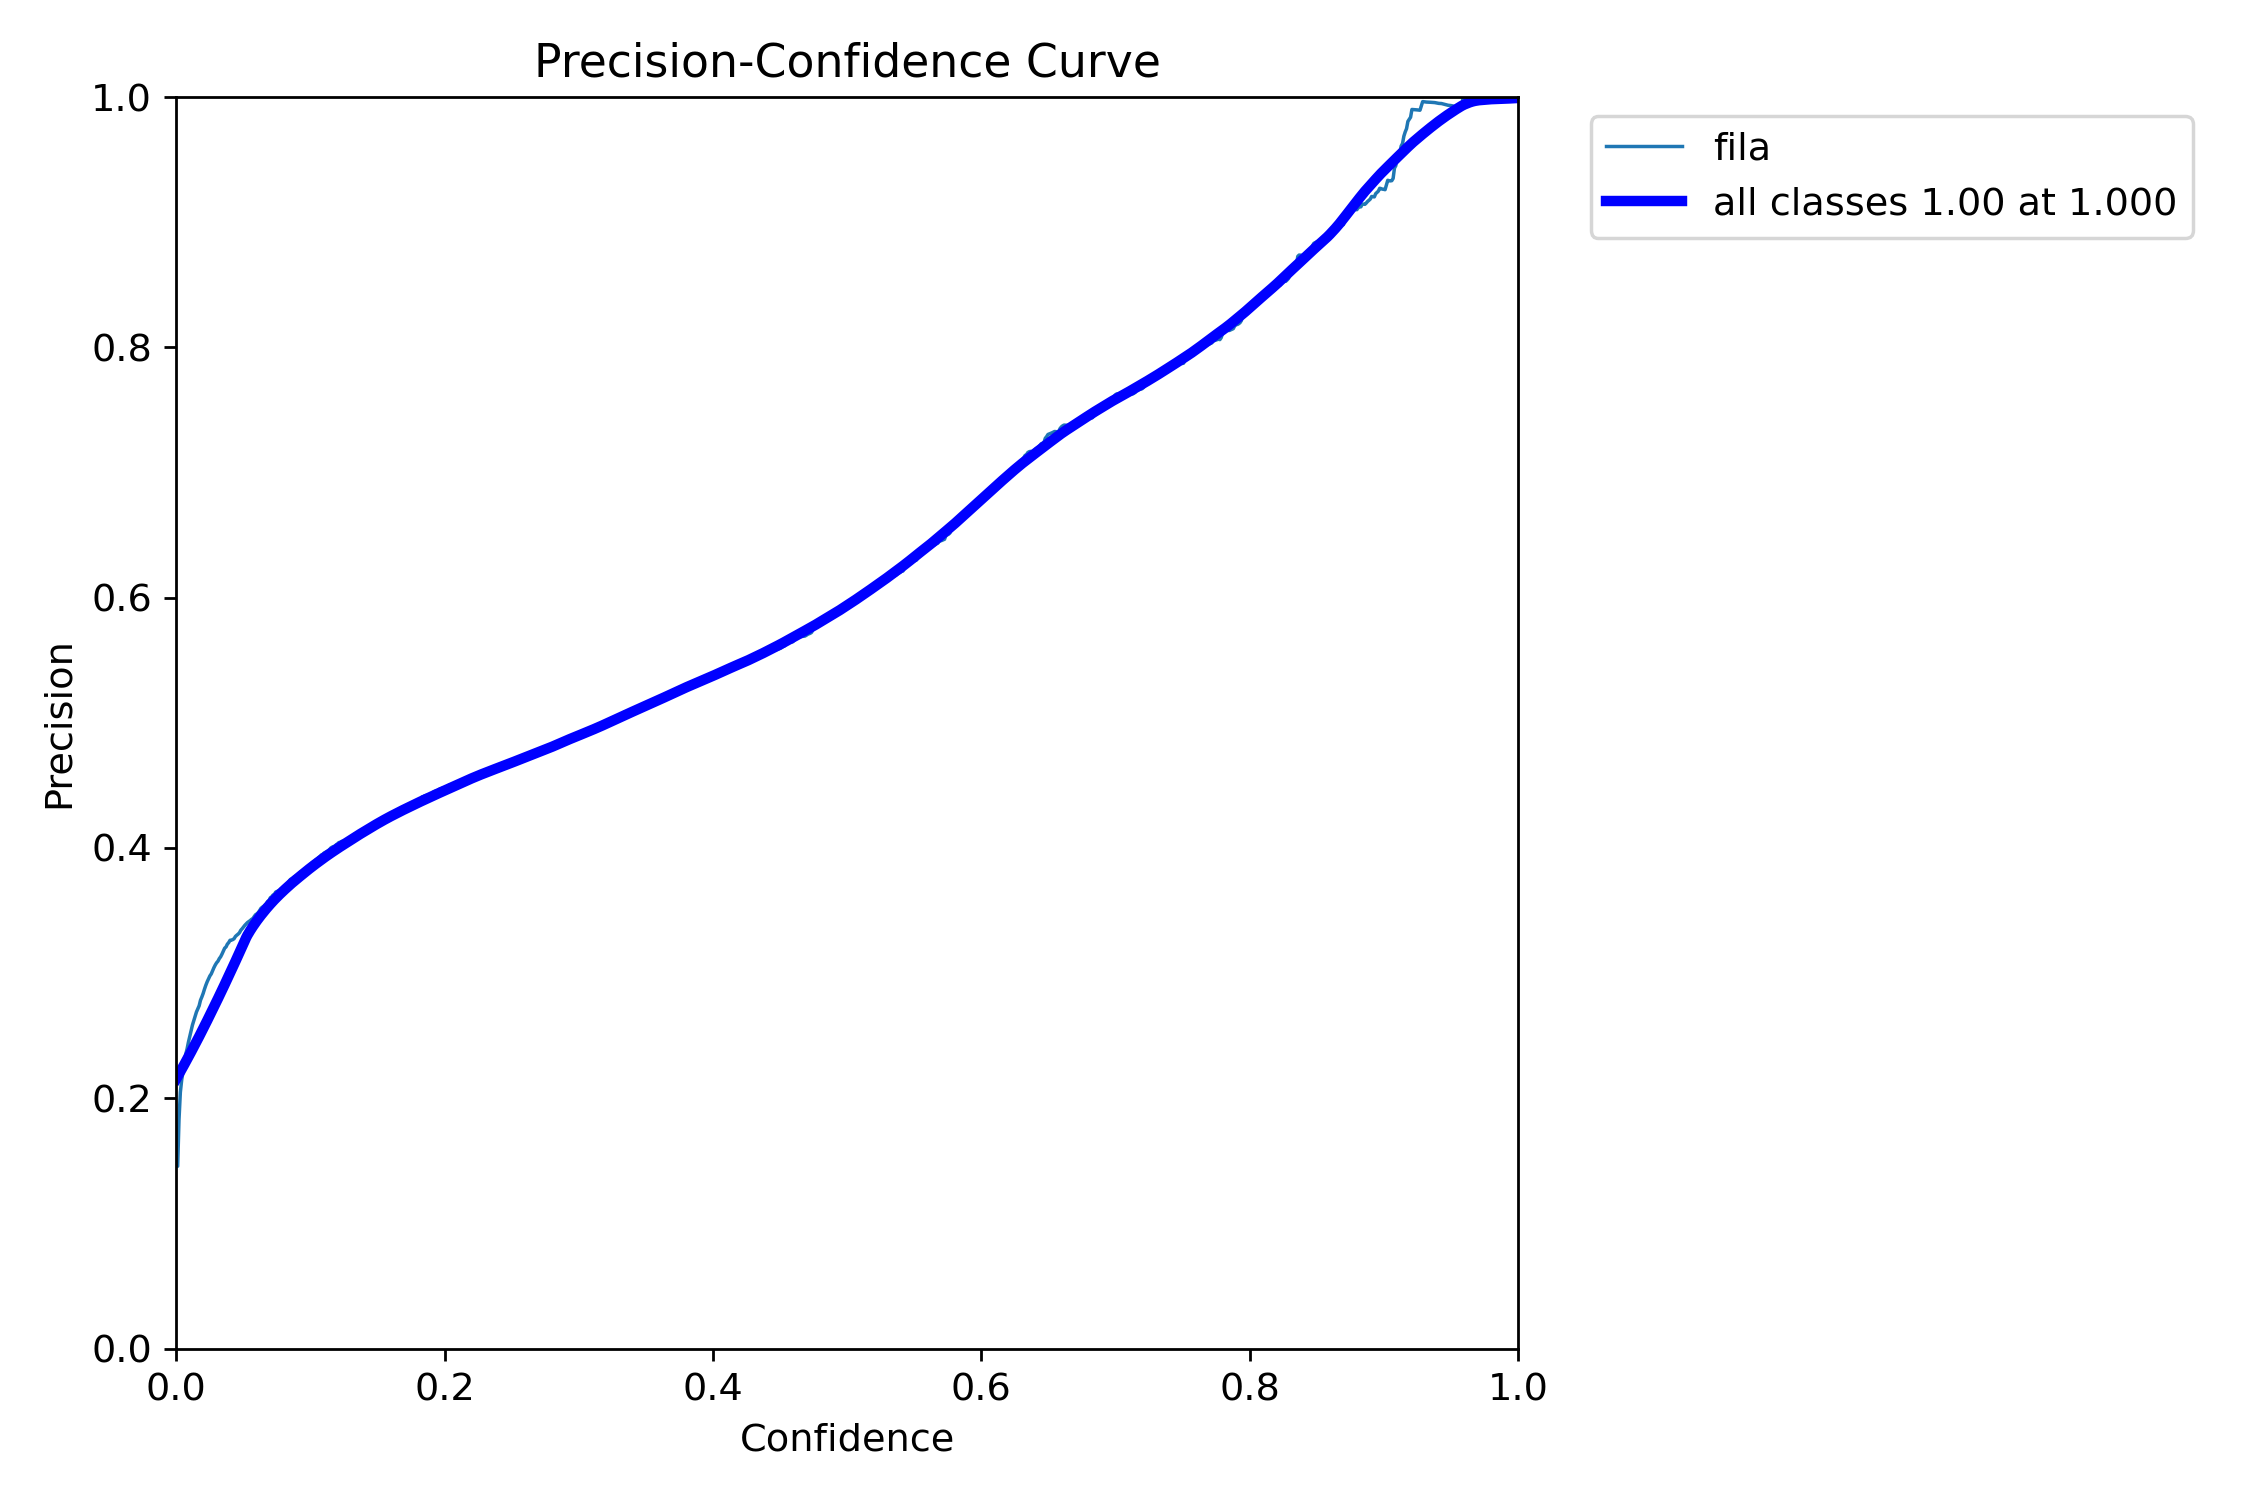 Precision-Confidence Curve
1.0
0.8
0.6
0.4
0.2
0.0
Precision
0.0 0.2 0.4 0.6 0.8 1.0
Confidence
fila
all classes 1.00 at 1.000